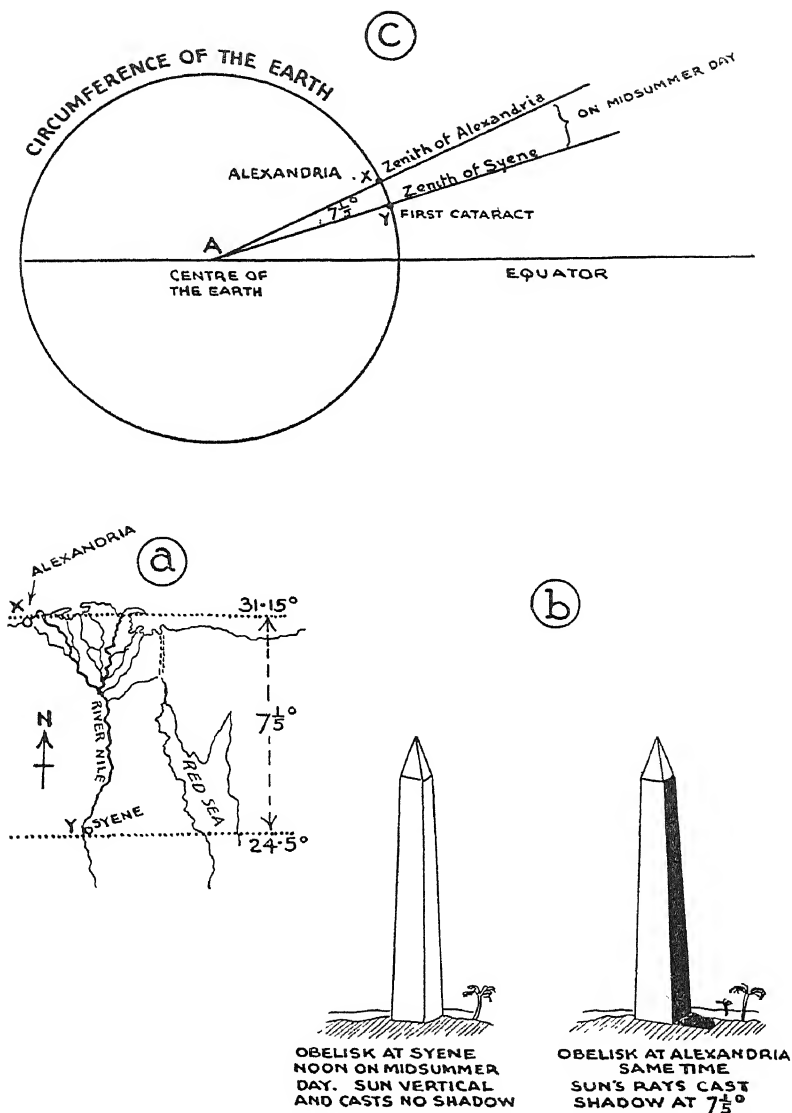 C
CIRCUMFERENCE OF THE EARTH
ON MIDSUMMER DAY
Zenith of Alexandria
ALEXANDRIA
X
Zenith of Syene
7 1/5°
Y
FIRST CATARACT
A
CENTRE OF
THE EARTH
EQUATOR
a
ALEXANDRIA
X
31·15°
7 1/5°
N
RIVER NILE
RED SEA
Y
SYENE
24·5°
b
OBELISK AT SYENE
NOON ON MIDSUMMER
DAY. SUN VERTICAL
AND CASTS NO SHADOW
OBELISK AT ALEXANDRIA
SAME TIME
SUN'S RAYS CAST
SHADOW AT 7 1/5°